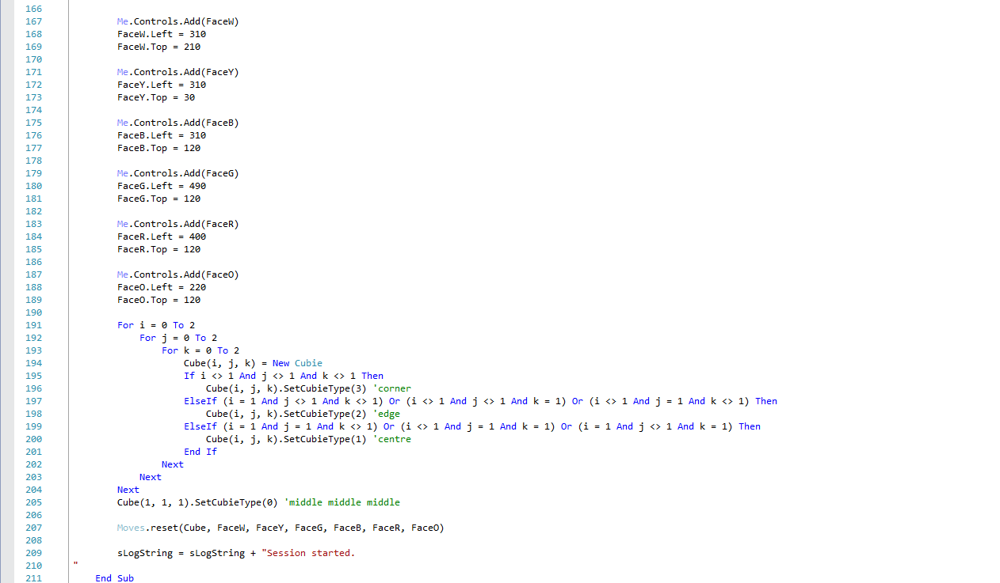 166
167 Me.Controls.Add(FaceW)
168 FaceW.Left = 310
169 FaceW.Top = 210
170
171 Me.Controls.Add(FaceY)
172 FaceY.Left = 310
173 FaceY.Top = 30
174
175 Me.Controls.Add(FaceB)
176 FaceB.Left = 310
177 FaceB.Top = 120
178
179 Me.Controls.Add(FaceG)
180 FaceG.Left = 490
181 FaceG.Top = 120
182
183 Me.Controls.Add(FaceR)
184 FaceR.Left = 400
185 FaceR.Top = 120
186
187 Me.Controls.Add(FaceO)
188 FaceO.Left = 220
189 FaceO.Top = 120
190
191 For i = 0 To 2
192 For j = 0 To 2
193 For k = 0 To 2
194 Cube(i, j, k) = New Cubie
195 If i <> 1 And j <> 1 And k <> 1 Then
196 Cube(i, j, k).SetCubieType(3) 'corner
197 ElseIf (i = 1 And j <> 1 And k <> 1) Or (i <> 1 And j <> 1 And k = 1) Or (i <> 1 And j = 1 And k <> 1) Then
198 Cube(i, j, k).SetCubieType(2) 'edge
199 ElseIf (i = 1 And j = 1 And k <> 1) Or (i <> 1 And j = 1 And k = 1) Or (i = 1 And j <> 1 And k = 1) Then
200 Cube(i, j, k).SetCubieType(1) 'centre
201 End If
202 Next
203 Next
204 Next
205 Cube(1, 1, 1).SetCubieType(0) 'middle middle middle
206
207 Moves.reset(Cube, FaceW, FaceY, FaceG, FaceB, FaceR, FaceO)
208
209 sLogString = sLogString + "Session started.
210 "
211 End Sub